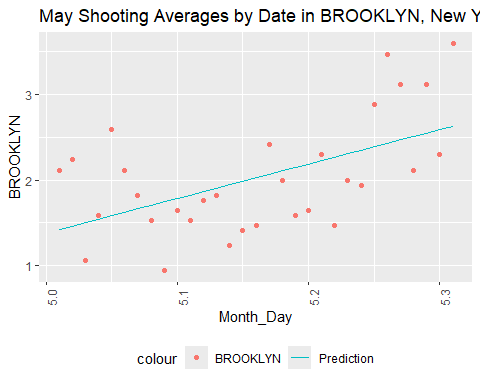 May Shooting Averages by Date in BROOKLYN, New Y
BROOKLYN
3
2
1
5.0
5.1
5.2
5.3
Month_Day
colour BROOKLYN Prediction